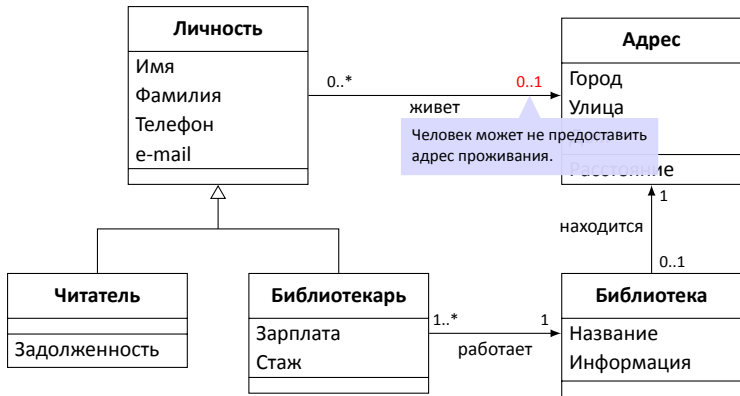 Личность
Имя
Фамилия
Телефон
e-mail
0..*
0..1
живет
Человек может не предоставить
адрес проживания.
Адрес
Город
Улица
Расстояние
1
находится
0..1
Читатель
Задолженность
Библиотекарь
Зарплата
Стаж
1..*
1
работает
Библиотека
Название
Информация